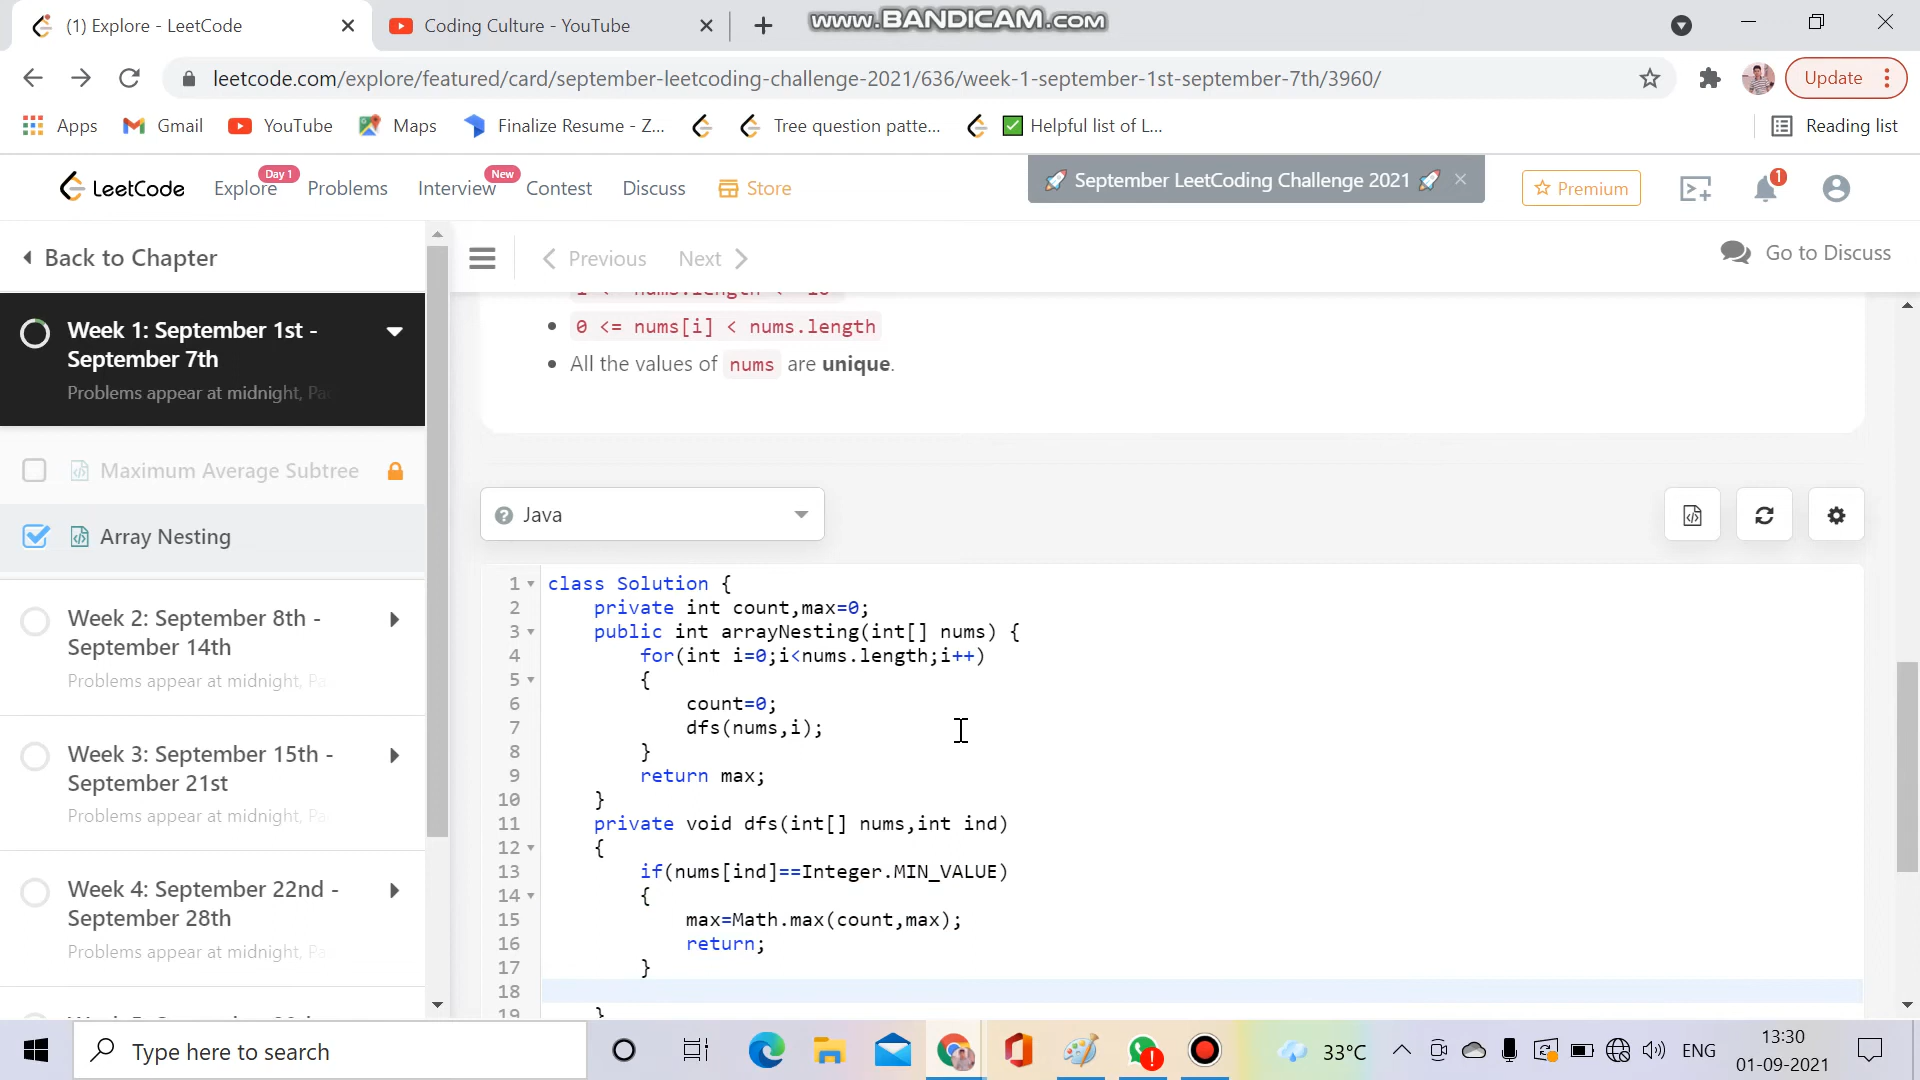 (1) Explore - LeetCode
Coding Culture - YouTube
www.BANDICAM.com
leetcode.com/explore/featured/card/september-leetcoding-challenge-2021/636/week-1-september-1st-september-7th/3960/
Update
Apps
Gmail
YouTube
Maps
Finalize Resume - Z...
Tree question patte...
Helpful list of L...
Reading list
LeetCode
Explore
Day 1
Problems
Interview
New
Contest
Discuss
Store
September LeetCoding Challenge 2021
Premium
1
Back to Chapter
Previous
Next
Go to Discuss
Week 1: September 1st -
September 7th
Problems appear at midnight, Pa
Maximum Average Subtree
Array Nesting
Week 2: September 8th -
September 14th
Problems appear at midnight, Pa
Week 3: September 15th -
September 21st
Problems appear at midnight, Pa
Week 4: September 22nd -
September 28th
Problems appear at midnight, Pa
0 <= nums[i] < nums.length
All the values of nums are unique.
Java
1 class Solution {
2 private int count,max=0;
3 public int arrayNesting(int[] nums) {
4 for(int i=0;i<nums.length;i++)
5 {
6 count=0;
7 dfs(nums,i);
8 }
9 return max;
10 }
11 private void dfs(int[] nums,int ind)
12 {
13 if(nums[ind]==Integer.MIN_VALUE)
14 {
15 max=Math.max(count,max);
16 return;
17 }
18
19 }
Type here to search
33°C
ENG
13:30
01-09-2021